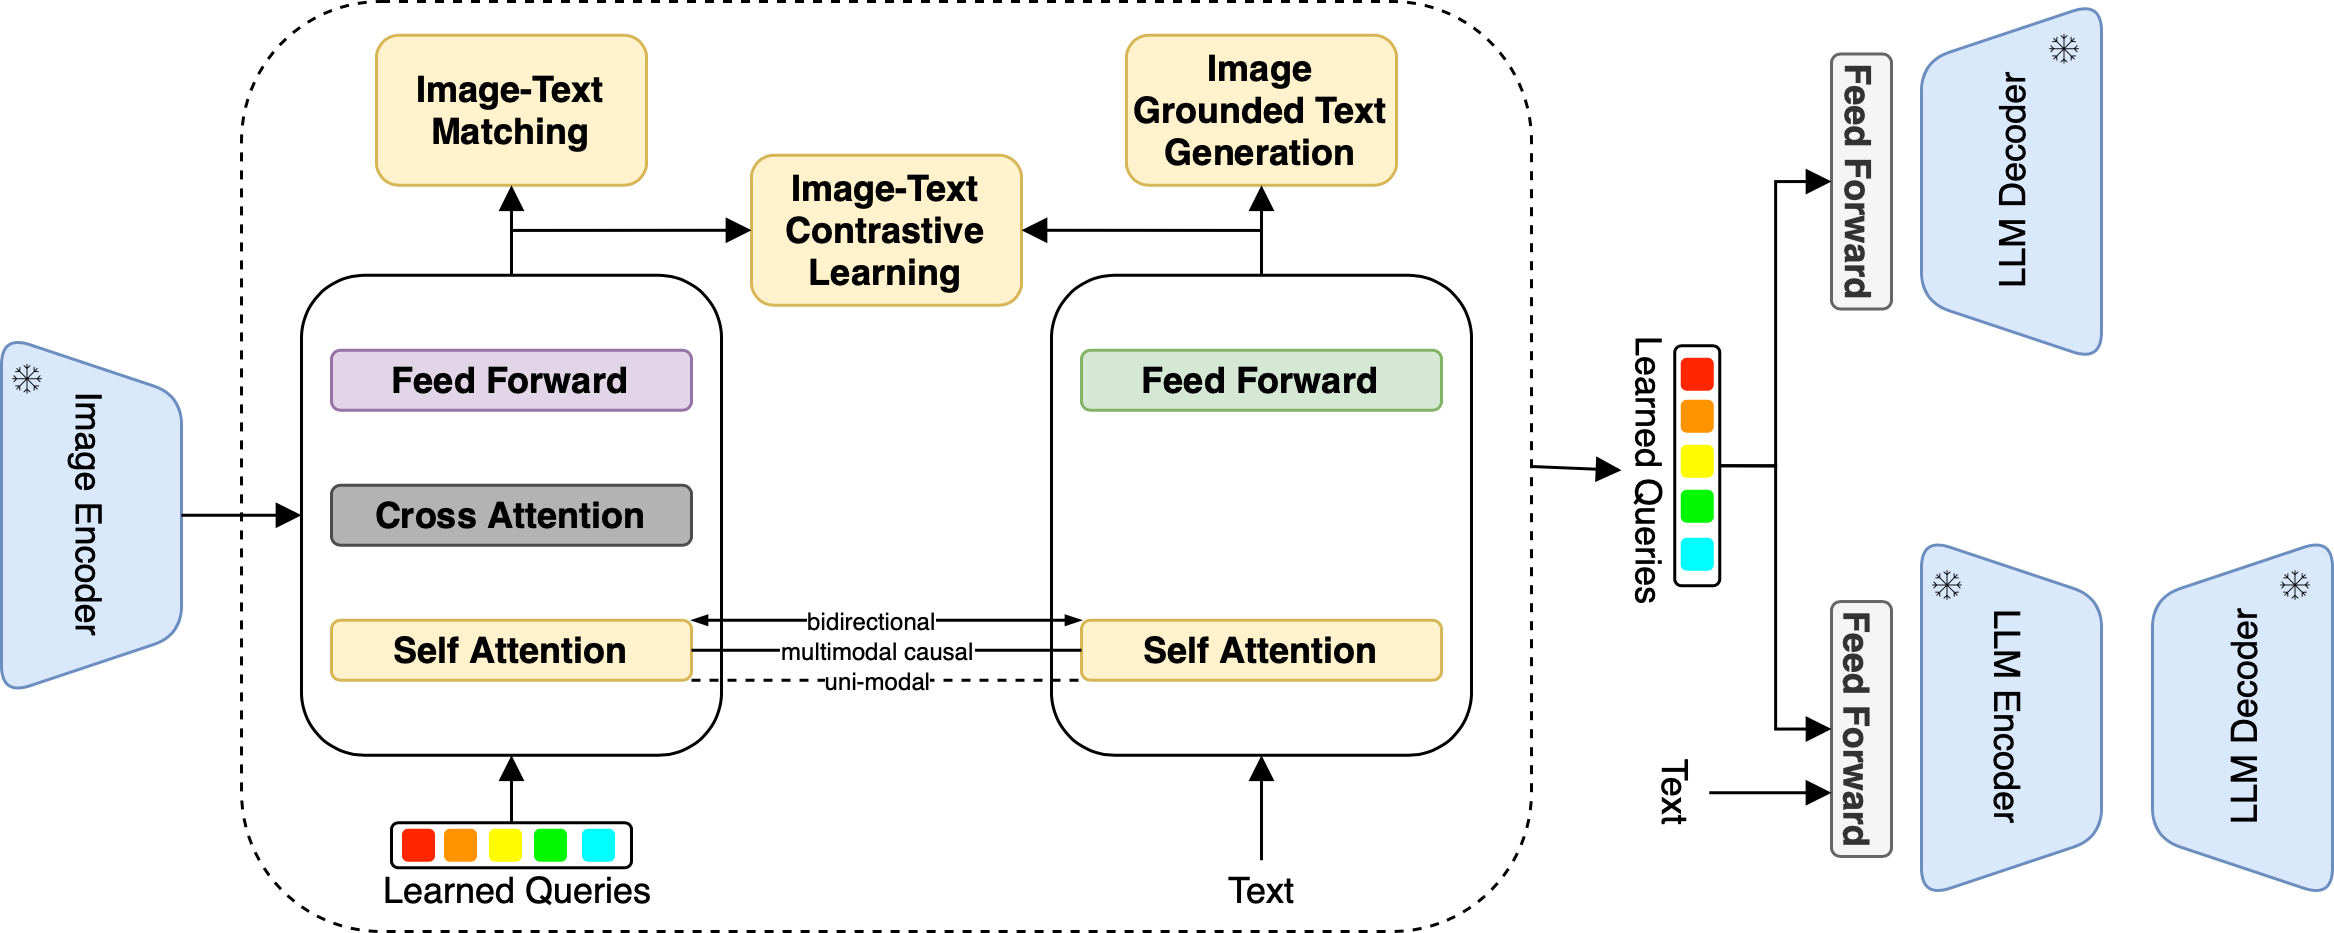 Image-Text
Matching
Image
Grounded Text
Generation
Image-Text
Contrastive
Learning
Feed Forward
Cross Attention
Self Attention
Feed Forward
Self Attention
bidirectional
multimodal causal
uni-modal
Image Encoder
Learned Queries
Text
Learned Queries
Feed Forward
LLM Decoder
Text
Feed Forward
LLM Encoder
LLM Decoder